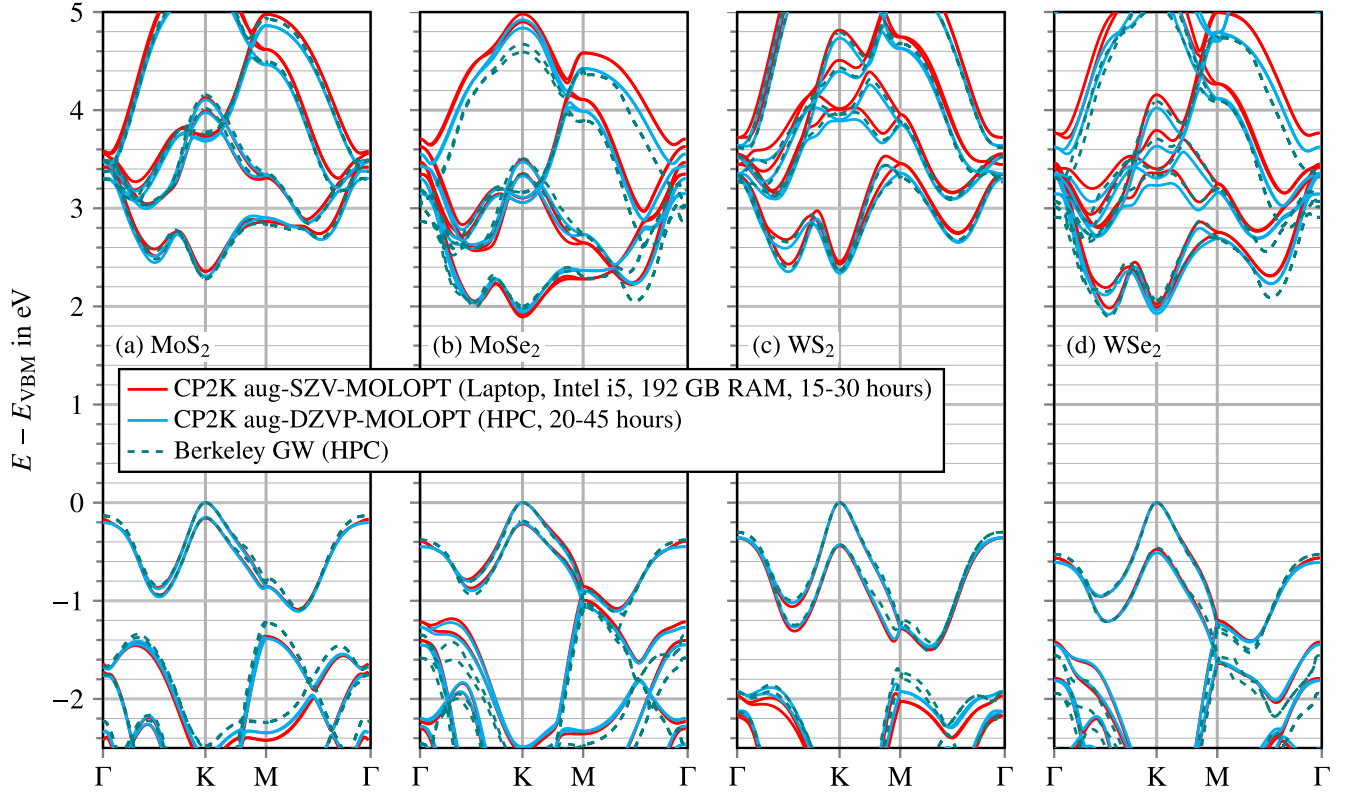 5
4
3
2
1
0
−1
−2
E − E_VBM in eV
(a) MoS₂
(b) MoSe₂
(c) WS₂
(d) WSe₂
CP2K aug-SZV-MOLOPT (Laptop, Intel i5, 192 GB RAM, 15-30 hours)
CP2K aug-DZVP-MOLOPT (HPC, 20-45 hours)
Berkeley GW (HPC)
Γ K M Γ Γ K M Γ Γ K M Γ Γ K M Γ